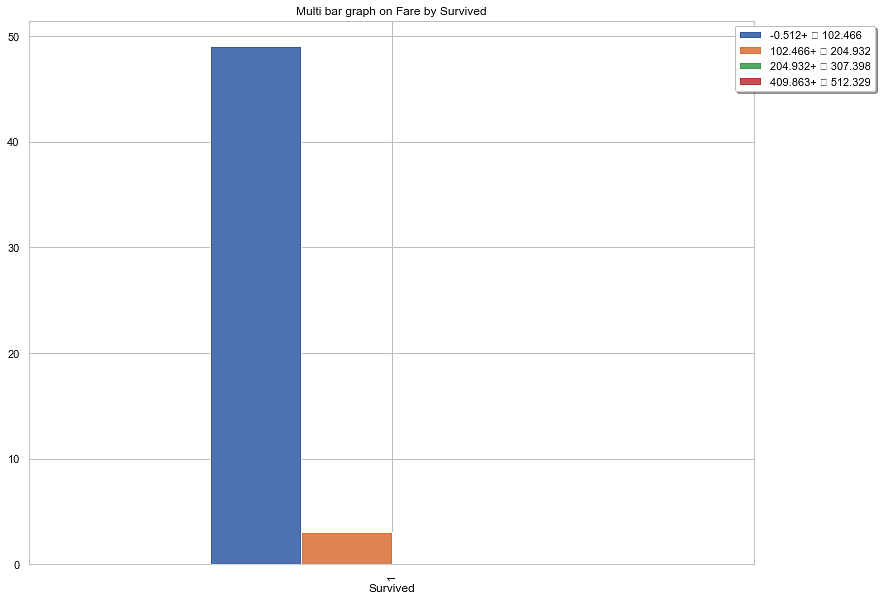 Multi bar graph on Fare by Survived
50
40
30
20
10
0
-0.512+ □ 102.466
102.466+ □ 204.932
204.932+ □ 307.398
409.863+ □ 512.329
1
Survived